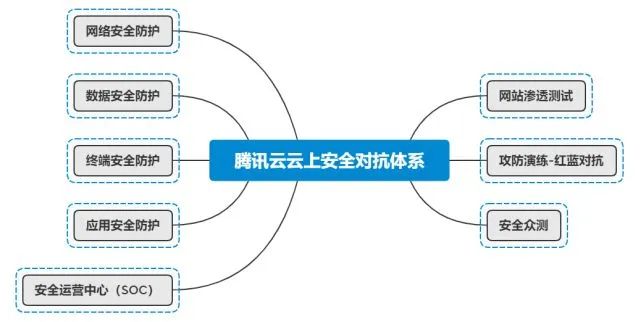 网络安全防护
数据安全防护
终端安全防护
应用安全防护
安全运营中心（SOC）
腾讯云云上安全对抗体系
网站渗透测试
攻防演练-红蓝对抗
安全众测